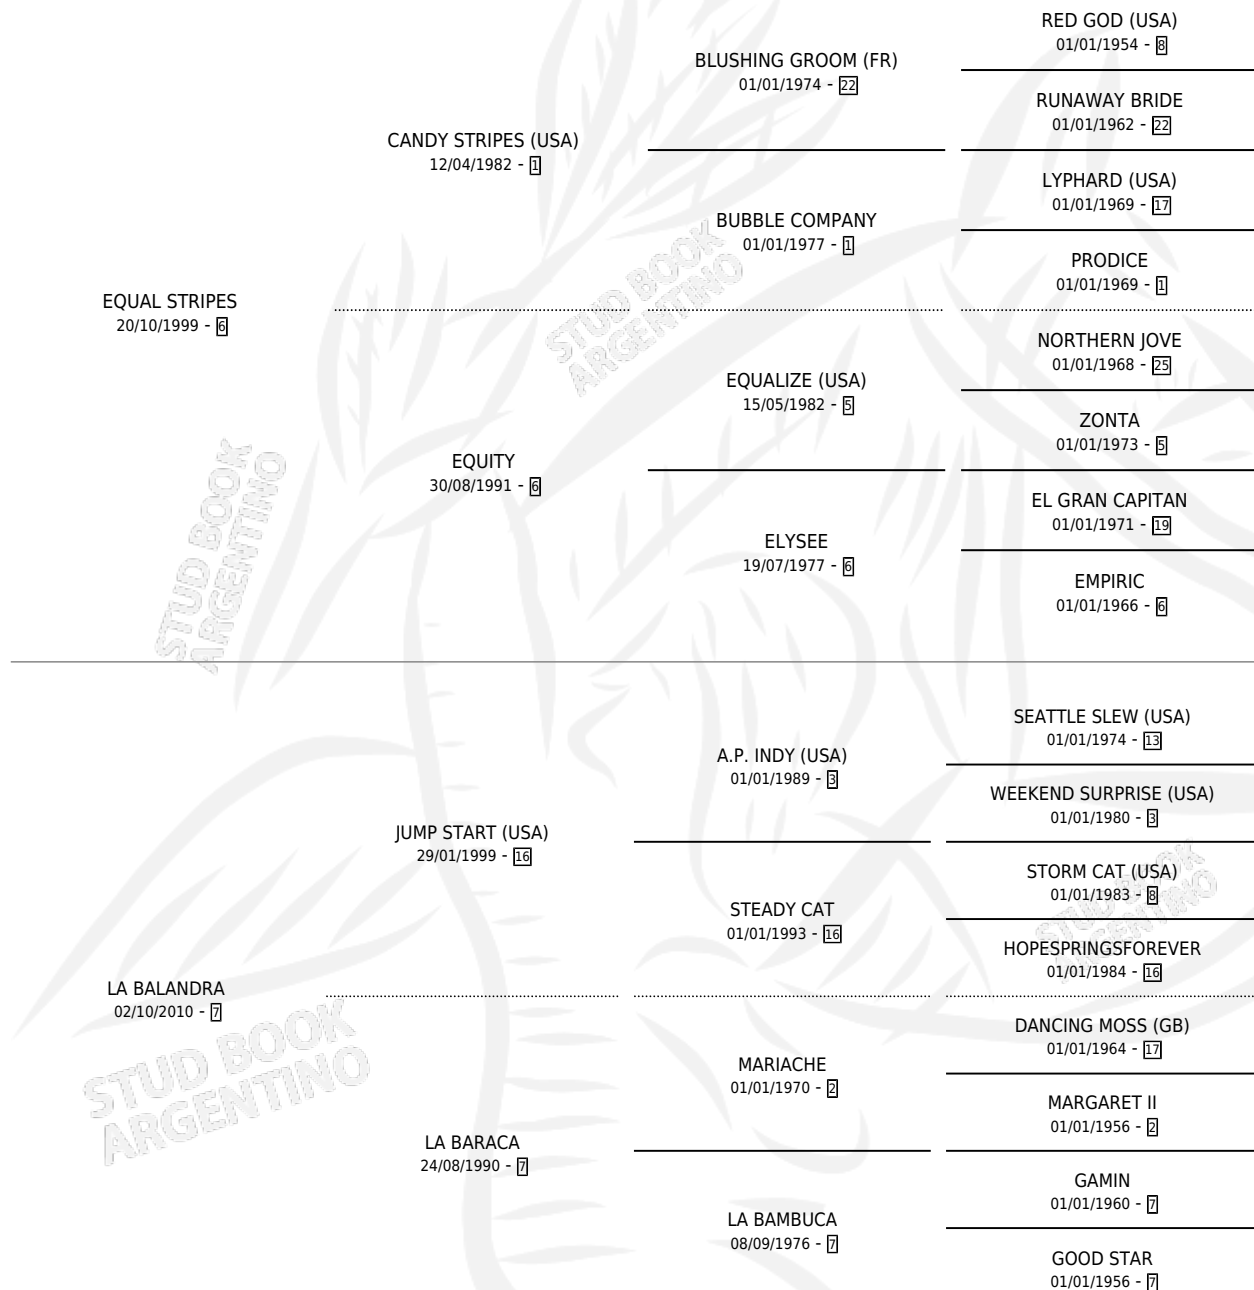 RED GOD (USA)
01/01/1954 - 8
BLUSHING GROOM (FR)
01/01/1974 - 22
RUNAWAY BRIDE
01/01/1962 - 22
CANDY STRIPES (USA)
12/04/1982 - 1
LYPHARD (USA)
01/01/1969 - 17
BUBBLE COMPANY
01/01/1977 - 1
PRODICE
01/01/1969 - 1
EQUAL STRIPES
20/10/1999 - 6
STUD BOOK
ARGENTINO
NORTHERN JOVE
01/01/1968 - 25
EQUALIZE (USA)
15/05/1982 - 5
ZONTA
01/01/1973 - 5
EQUITY
30/08/1991 - 6
EL GRAN CAPITAN
01/01/1971 - 19
ELYSEE
19/07/1977 - 6
EMPIRIC
01/01/1966 - 6
STUD BOOK
ARGENTINO
SEATTLE SLEW (USA)
01/01/1974 - 13
A.P. INDY (USA)
01/01/1989 - 3
WEEKEND SURPRISE (USA)
01/01/1980 - 3
JUMP START (USA)
29/01/1999 - 16
STORM CAT (USA)
01/01/1983 - 8
STEADY CAT
01/01/1993 - 16
STUD BOOK
ARGENTINO
HOPESPRINGSFOREVER
01/01/1984 - 16
LA BALANDRA
02/10/2010 - 7
DANCING MOSS (GB)
01/01/1964 - 17
MARIACHE
01/01/1970 - 2
MARGARET II
01/01/1956 - 2
STUD BOOK
ARGENTINO
LA BARACA
24/08/1990 - 7
GAMIN
01/01/1960 - 7
LA BAMBUCA
08/09/1976 - 7
GOOD STAR
01/01/1956 - 7